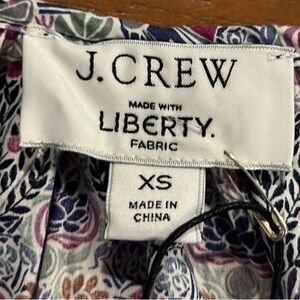 J.CREW
MADE WITH
LIBERTY.
FABRIC
XS
MADE IN
CHINA